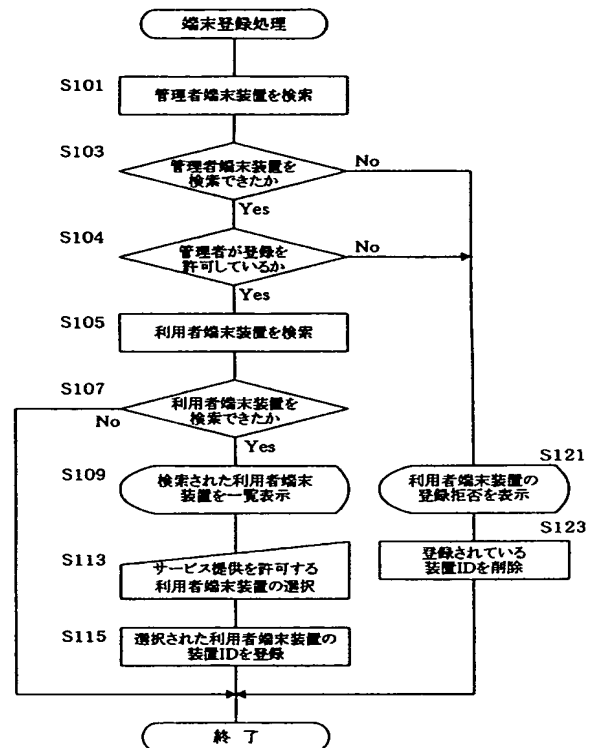 端末登録処理
S101
管理者端末装置を検索
S103
管理者端末装置を
検索できたか
No
Yes
S104
管理者が登録を
許可しているか
No
Yes
S105
利用者端末装置を検索
S107
利用者端末装置を
検索できたか
No
Yes
S109
検索された利用者端末
装置を一覧表示
S121
利用者端末装置の
登録拒否を表示
S123
登録されている
装置IDを削除
S113
サービス提供を許可する
利用者端末装置の選択
S115
選択された利用者端末装置の
装置IDを登録
終了